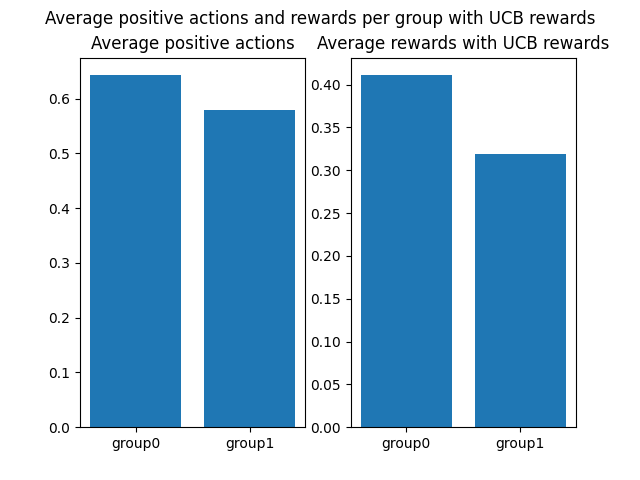 Average positive actions and rewards per group with UCB rewards
Average positive actions
0.6
0.5
0.4
0.3
0.2
0.1
0.0
group0
group1
Average rewards with UCB rewards
0.40
0.35
0.30
0.25
0.20
0.15
0.10
0.05
0.00
group0
group1